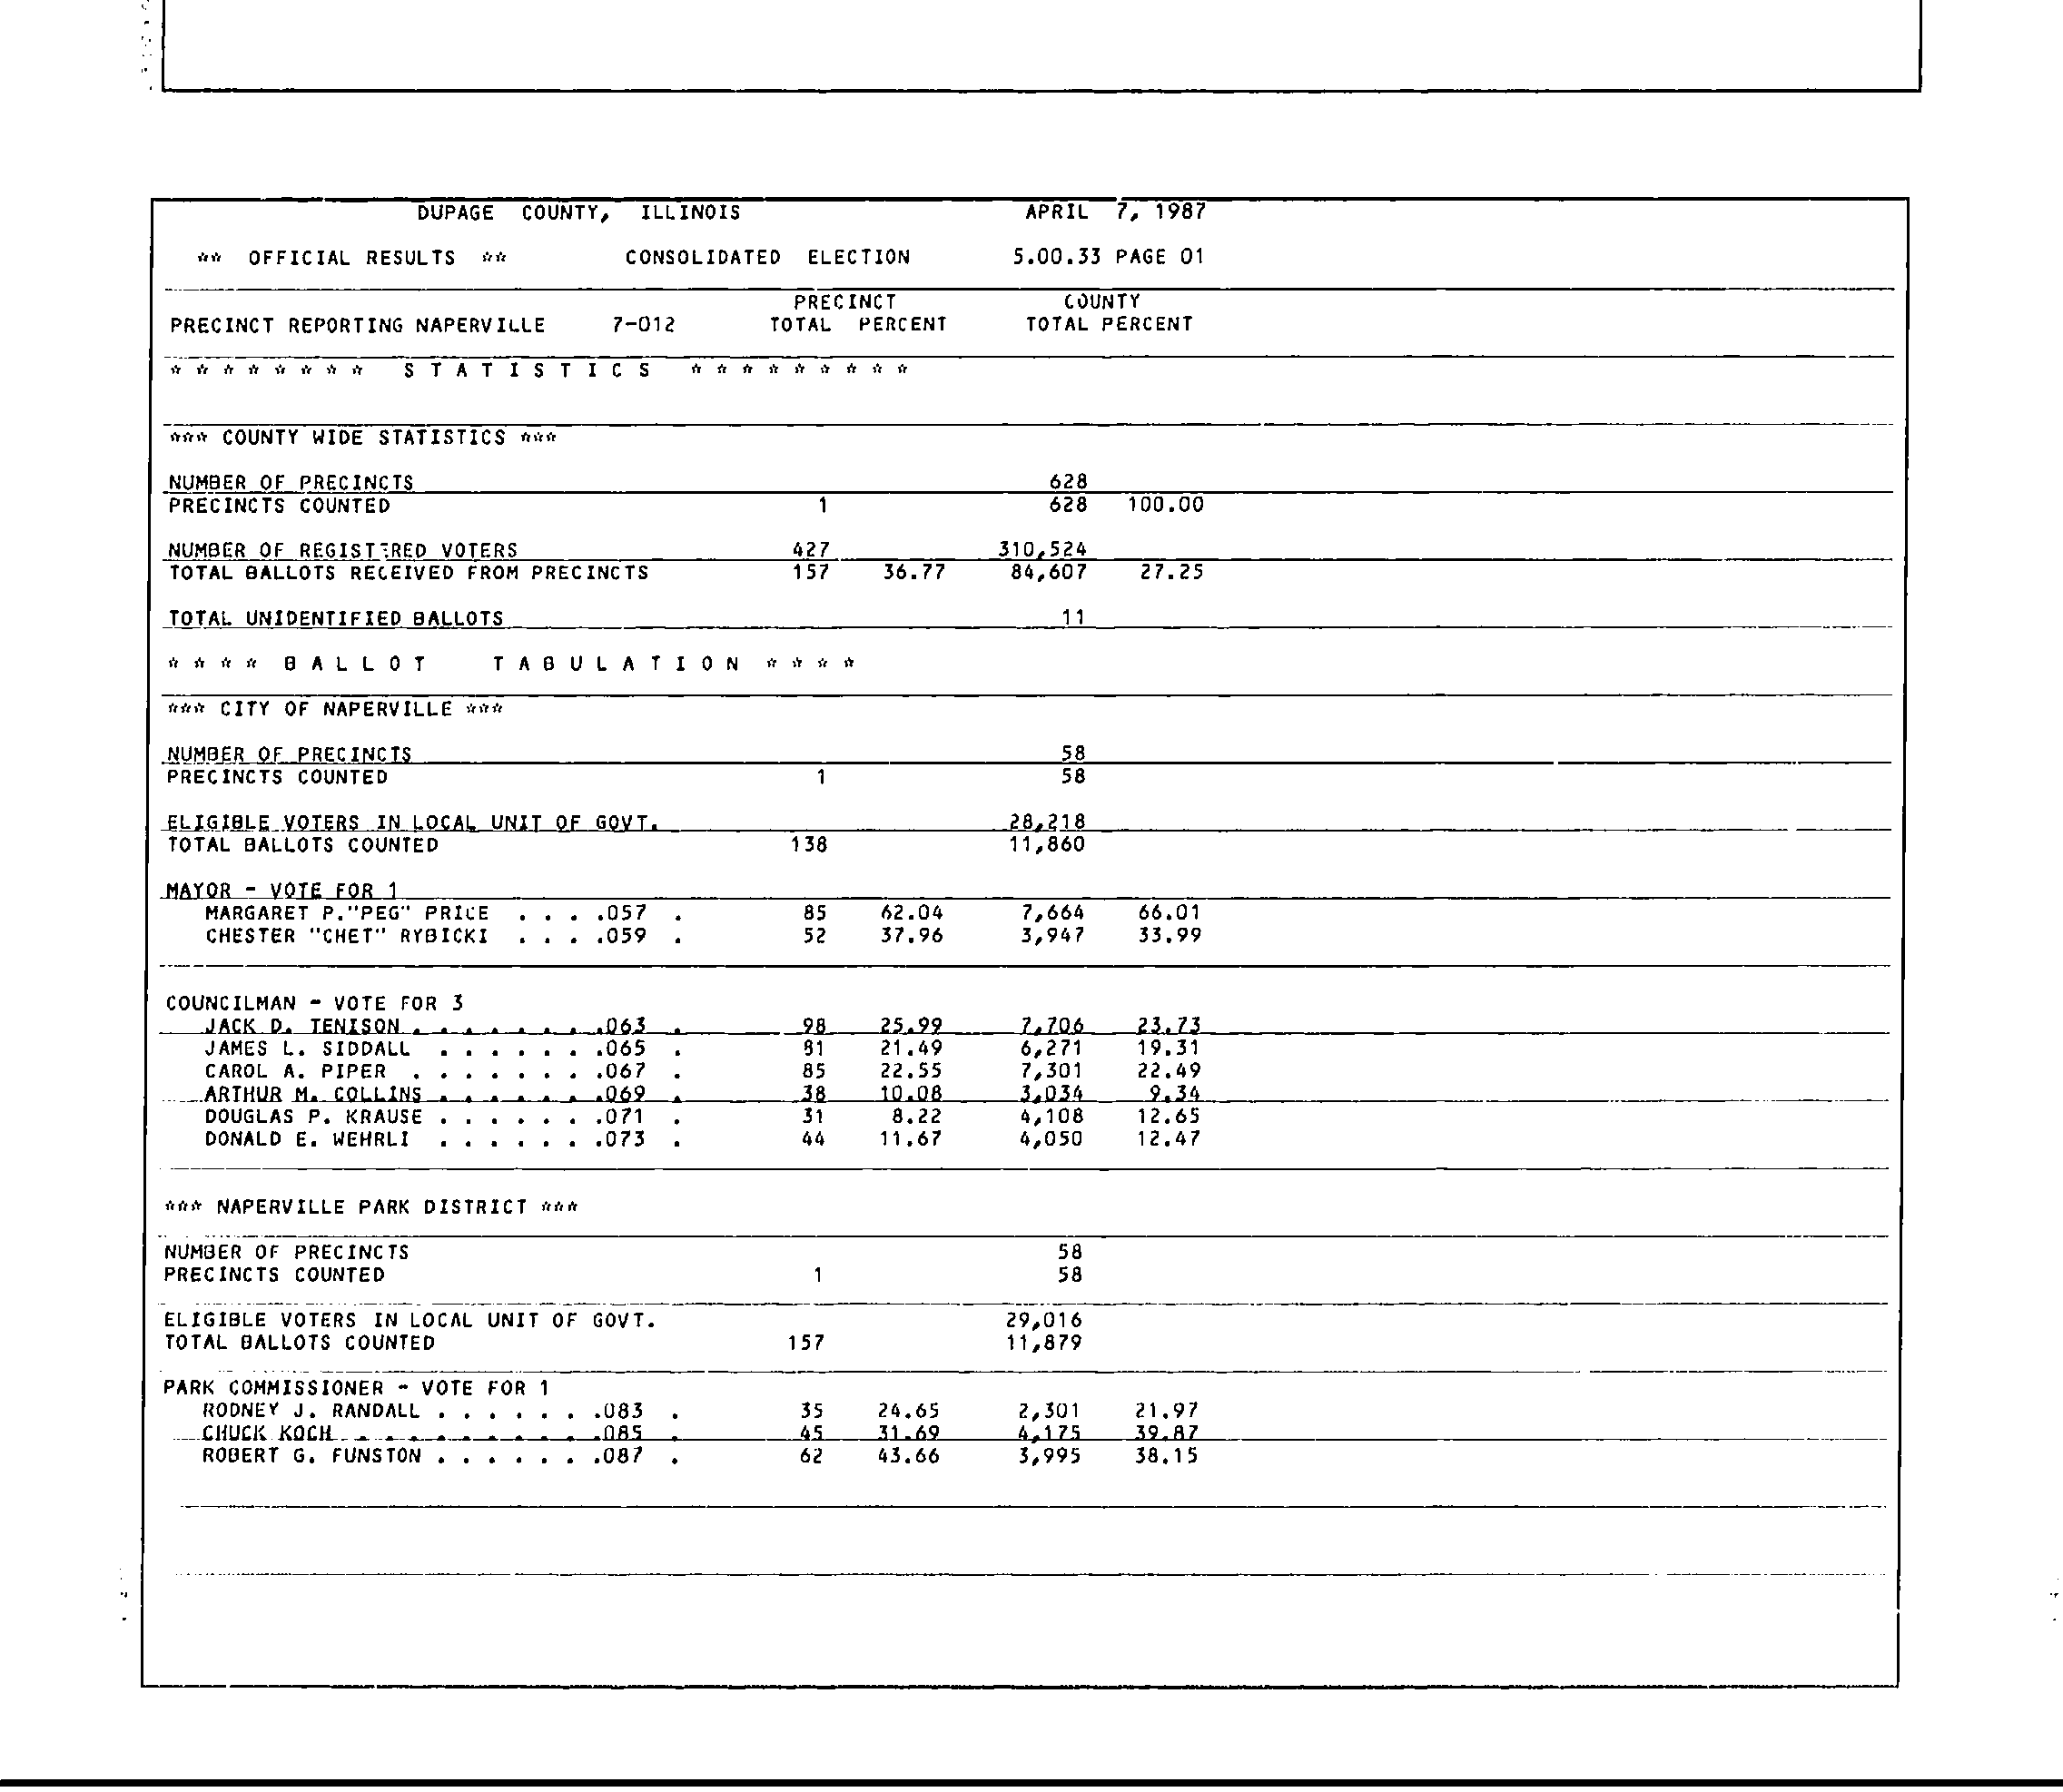 DUPAGE COUNTY, ILLINOIS APRIL 7, 1987
** OFFICIAL RESULTS ** CONSOLIDATED ELECTION 5.00.33 PAGE 01
PRECINCT COUNTY
PRECINCT REPORTING NAPERVILLE 7-012 TOTAL PERCENT TOTAL PERCENT
* * * * * * * * S T A T I S T I C S * * * * * * * * *
*** COUNTY WIDE STATISTICS ***
NUMBER OF PRECINCTS 628
PRECINCTS COUNTED 1 628 100.00
NUMBER OF REGISTERED VOTERS 427 310,524
TOTAL BALLOTS RECEIVED FROM PRECINCTS 157 36.77 84,607 27.25
TOTAL UNIDENTIFIED BALLOTS 11
* * * * B A L L O T T A B U L A T I O N * * * *
*** CITY OF NAPERVILLE ***
NUMBER OF PRECINCTS 58
PRECINCTS COUNTED 1 58
ELIGIBLE VOTERS IN LOCAL UNIT OF GOVT. 28,218
TOTAL BALLOTS COUNTED 138 11,860
MAYOR - VOTE FOR 1
MARGARET P."PEG" PRICE . . . .057 . 85 62.04 7,664 66.01
CHESTER "CHET" RYBICKI . . . .059 . 52 37.96 3,947 33.99
COUNCILMAN - VOTE FOR 3
JACK D. TENISON . . . . . . . .063 . 98 25.99 7,706 23.73
JAMES L. SIDDALL . . . . . . .065 . 81 21.49 6,271 19.31
CAROL A. PIPER . . . . . . . .067 . 85 22.55 7,301 22.49
ARTHUR M. COLLINS . . . . . . .069 . 38 10.08 3,034 9.34
DOUGLAS P. KRAUSE . . . . . . .071 . 31 8.22 4,108 12.65
DONALD E. WEHRLI . . . . . . .073 . 44 11.67 4,050 12.47
*** NAPERVILLE PARK DISTRICT ***
NUMBER OF PRECINCTS 58
PRECINCTS COUNTED 1 58
ELIGIBLE VOTERS IN LOCAL UNIT OF GOVT. 29,016
TOTAL BALLOTS COUNTED 157 11,879
PARK COMMISSIONER - VOTE FOR 1
RODNEY J. RANDALL . . . . . . .083 . 35 24.65 2,301 21.97
CHUCK KOCH . . . . . . . . . .085 . 45 31.69 4,175 39.87
ROBERT G. FUNSTON . . . . . . .087 . 62 43.66 3,995 38.15